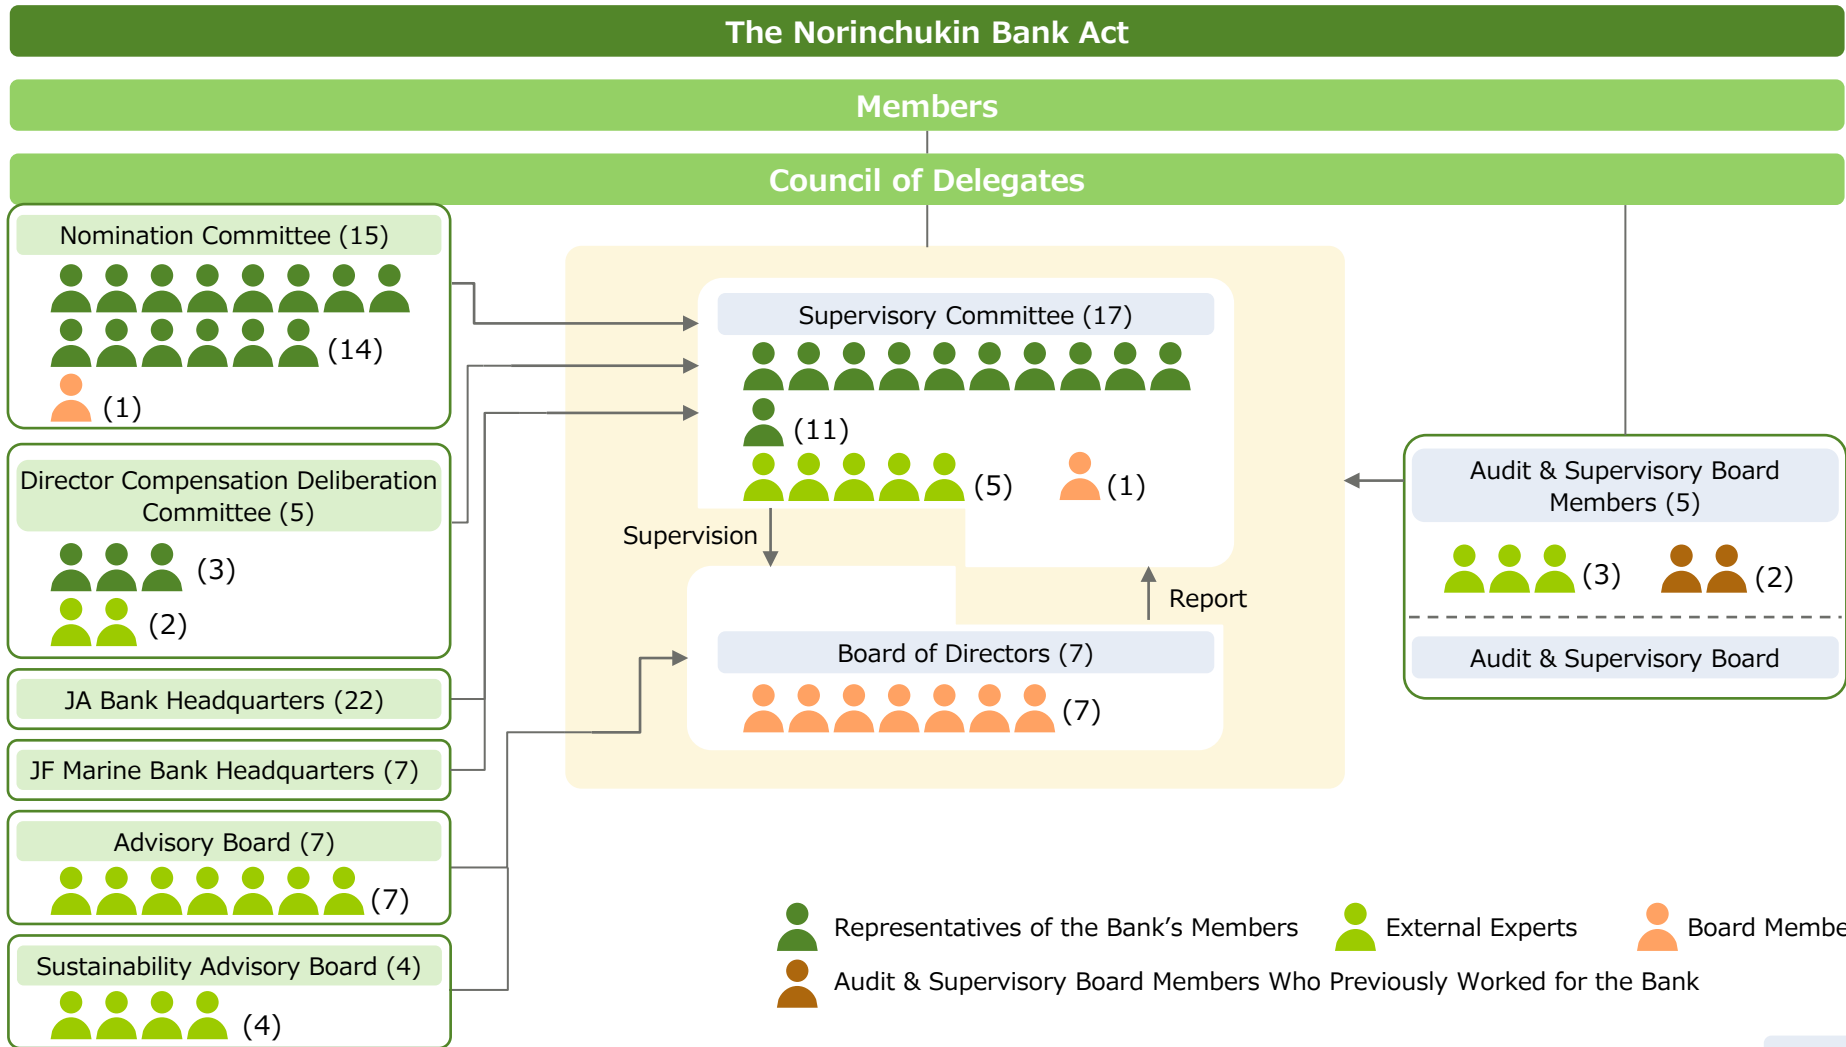 The Norinchukin Bank Act
Members
Council of Delegates
Nomination Committee (15)
(14)
(1)
Director Compensation Deliberation
Committee (5)
(3)
(2)
JA Bank Headquarters (22)
JF Marine Bank Headquarters (7)
Advisory Board (7)
(7)
Sustainability Advisory Board (4)
(4)
Supervisory Committee (17)
(11)
(5)
(1)
Supervision
Report
Board of Directors (7)
(7)
Audit & Supervisory Board
Members (5)
(3)
(2)
Audit & Supervisory Board
Representatives of the Bank's Members
External Experts
Board
Audit & Supervisory Board Members Who Previously Worked for the Bank